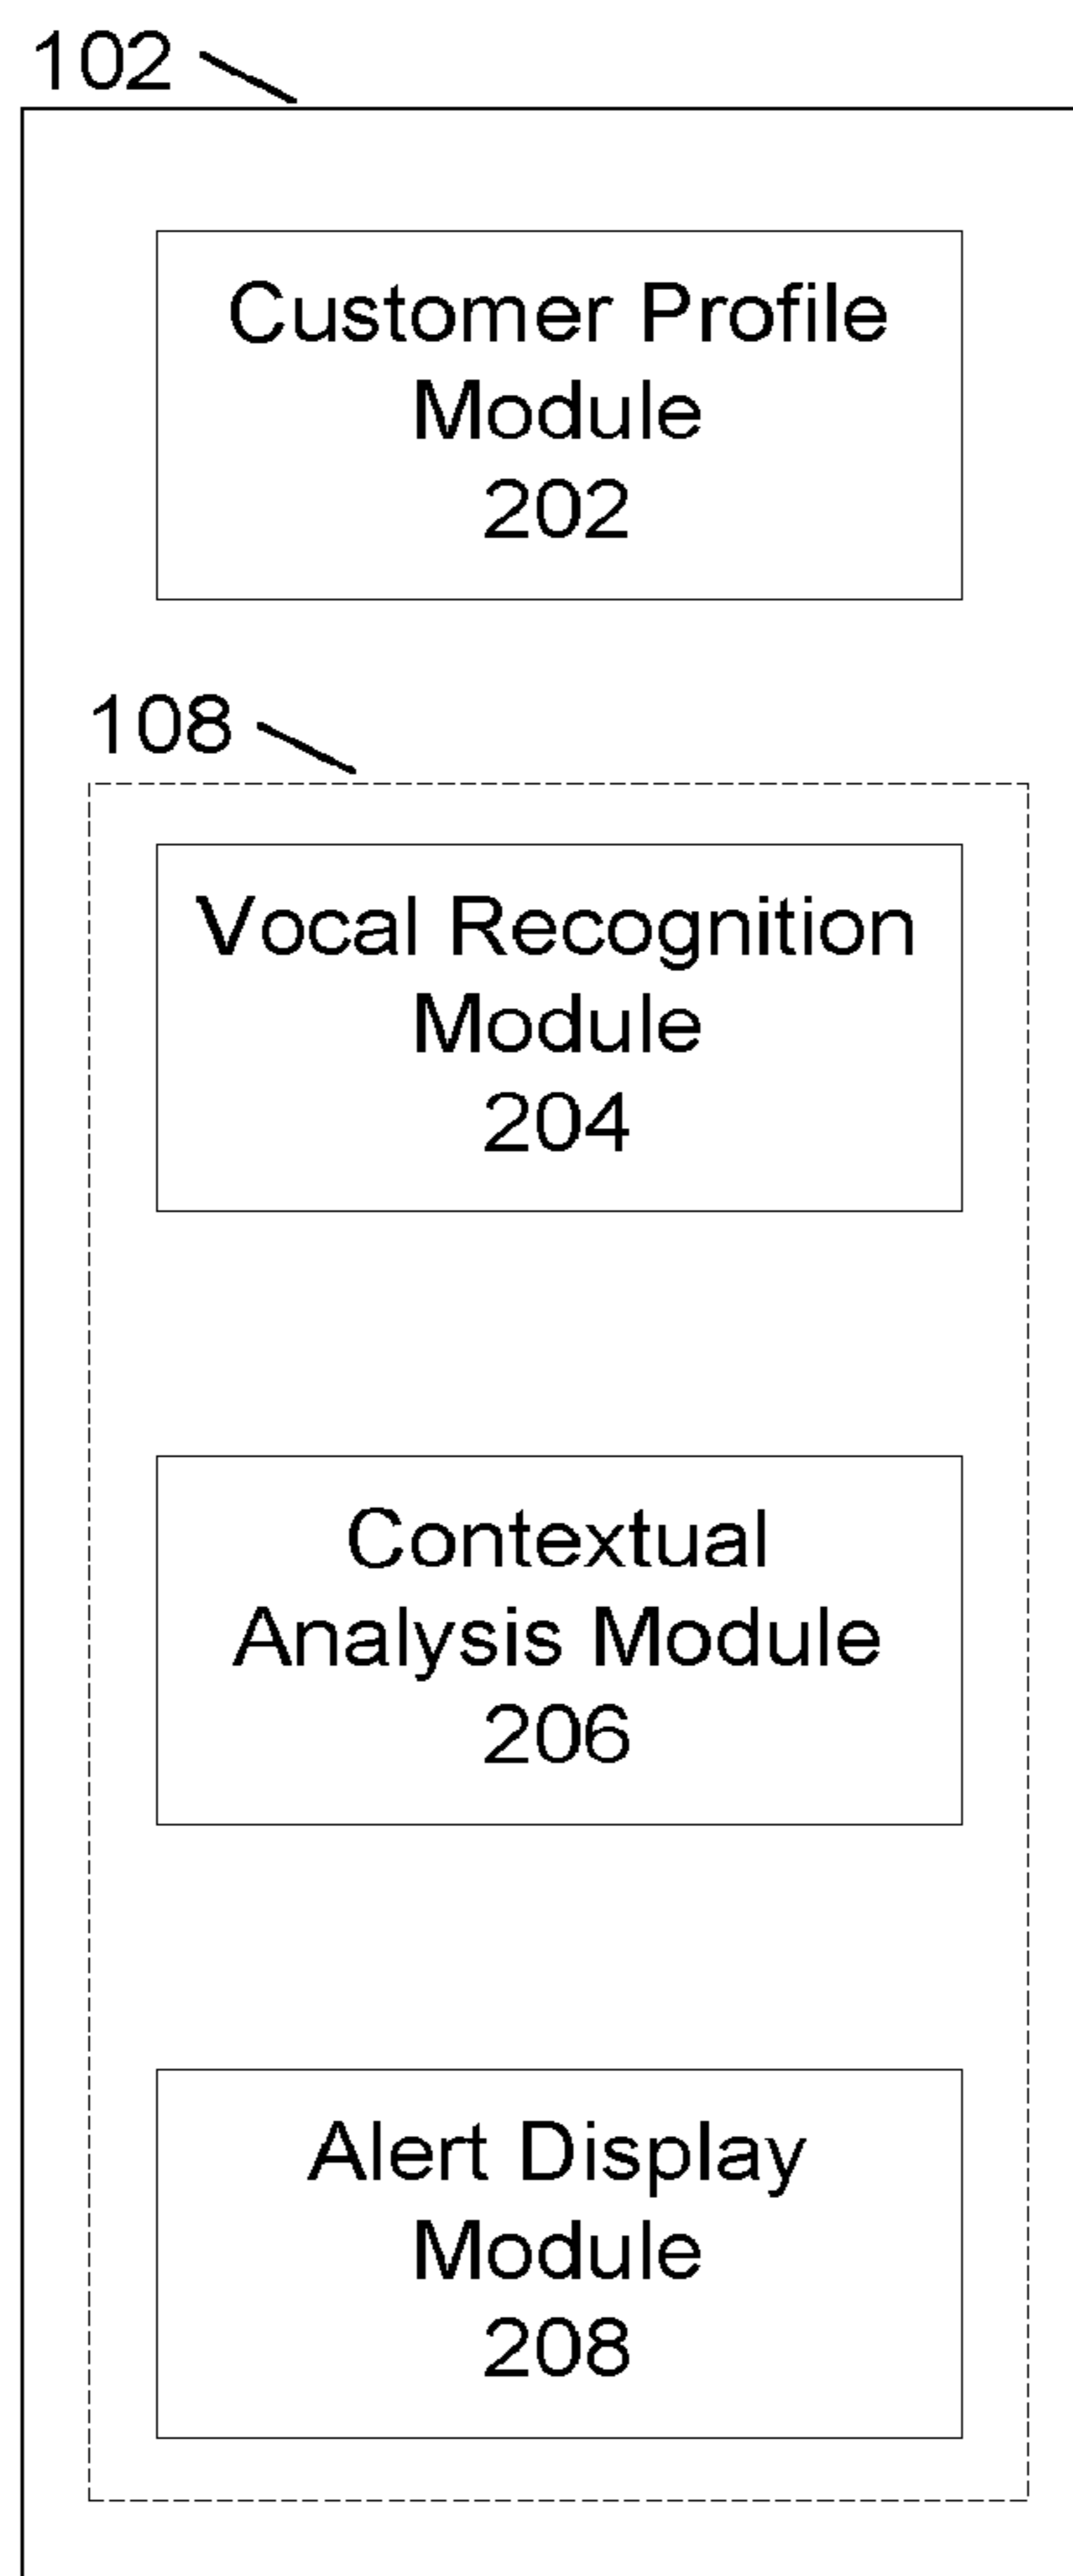 102
Customer Profile
Module
202
108
Vocal Recognition
Module
204
Contextual
Analysis Module
206
Alert Display
Module
208